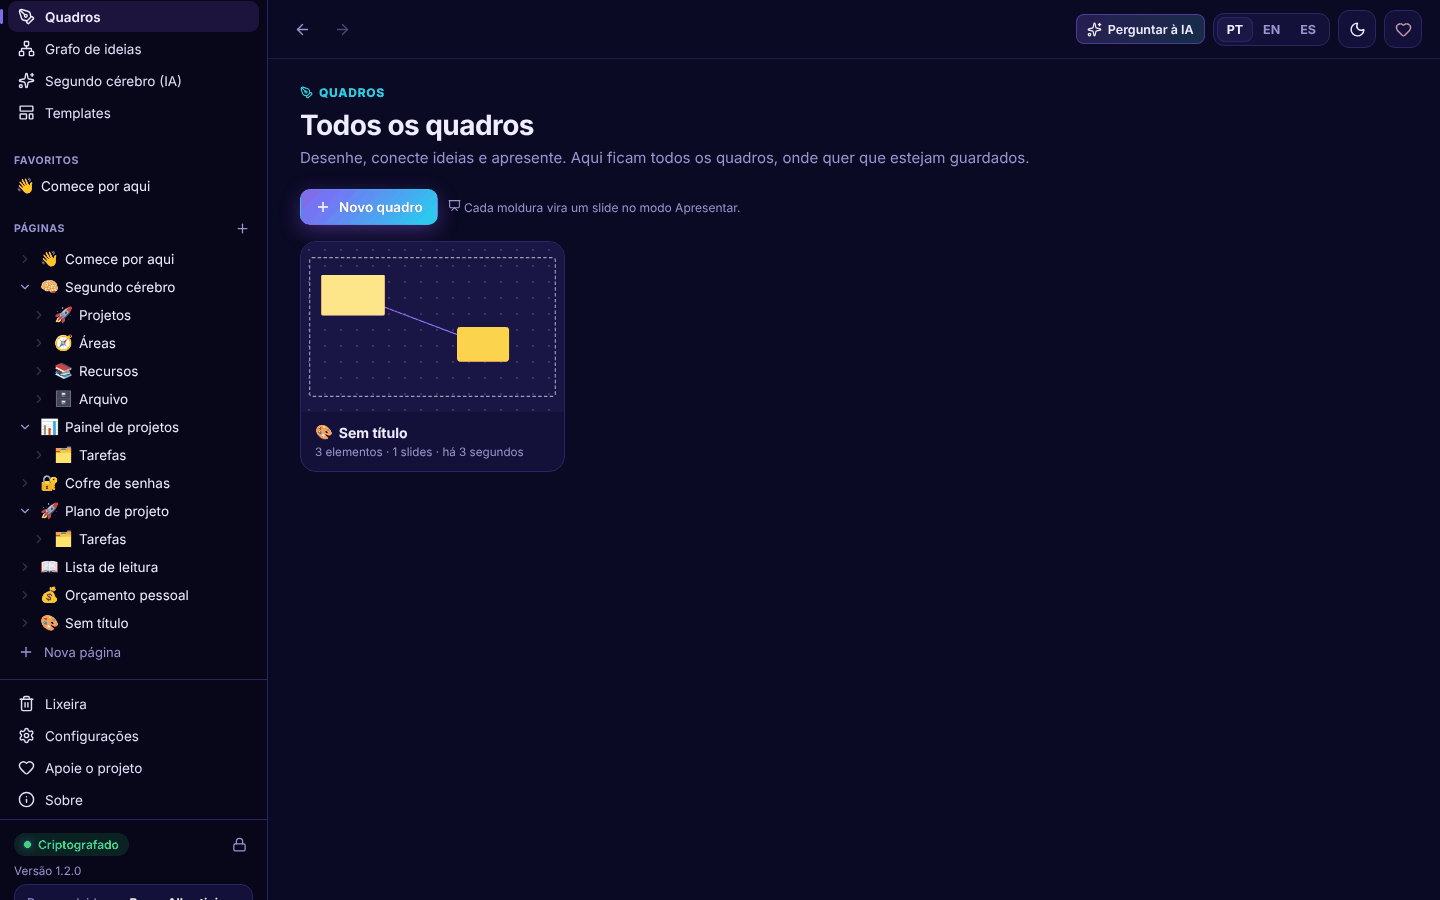 Quadros
Grafo de ideias
Segundo cérebro (IA)
Templates
FAVORITOS
👋 Comece por aqui
PÁGINAS
👋 Comece por aqui
🧠 Segundo cérebro
🚀 Projetos
🧭 Áreas
📚 Recursos
🗄️ Arquivo
📊 Painel de projetos
🗂️ Tarefas
🔐 Cofre de senhas
🚀 Plano de projeto
🗂️ Tarefas
📖 Lista de leitura
💰 Orçamento pessoal
🎨 Sem título
Nova página
Lixeira
Configurações
Apoie o projeto
Sobre
Criptografado
Versão 1.2.0
Perguntar à IA
PT EN ES
QUADROS
Todos os quadros
Desenhe, conecte ideias e apresente. Aqui ficam todos os quadros, onde quer que estejam guardados.
+ Novo quadro
Cada moldura vira um slide no modo Apresentar.
🎨 Sem título
3 elementos · 1 slides · há 3 segundos